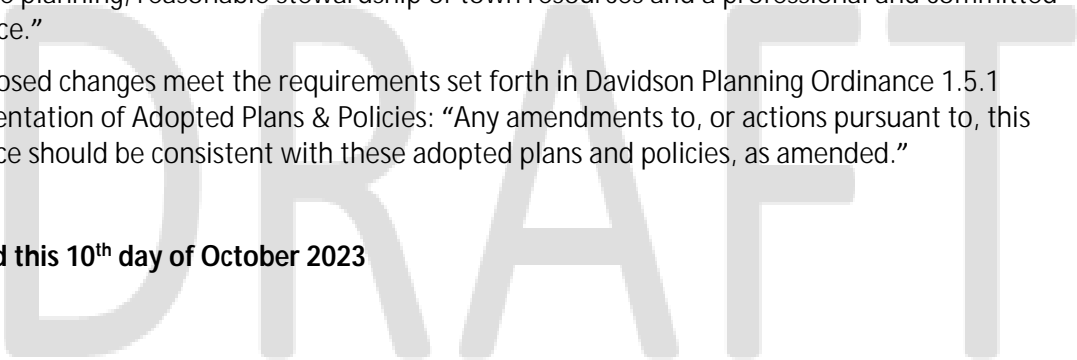 planning, reasonable stewardship of town resources and a professional and committed
ce."
osed changes meet the requirements set forth in Davidson Planning Ordinance 1.5.1
entation of Adopted Plans & Policies: "Any amendments to, or actions pursuant to, this
ce should be consistent with these adopted plans and policies, as amended."
d this 10th day of October 2023
DRAFT